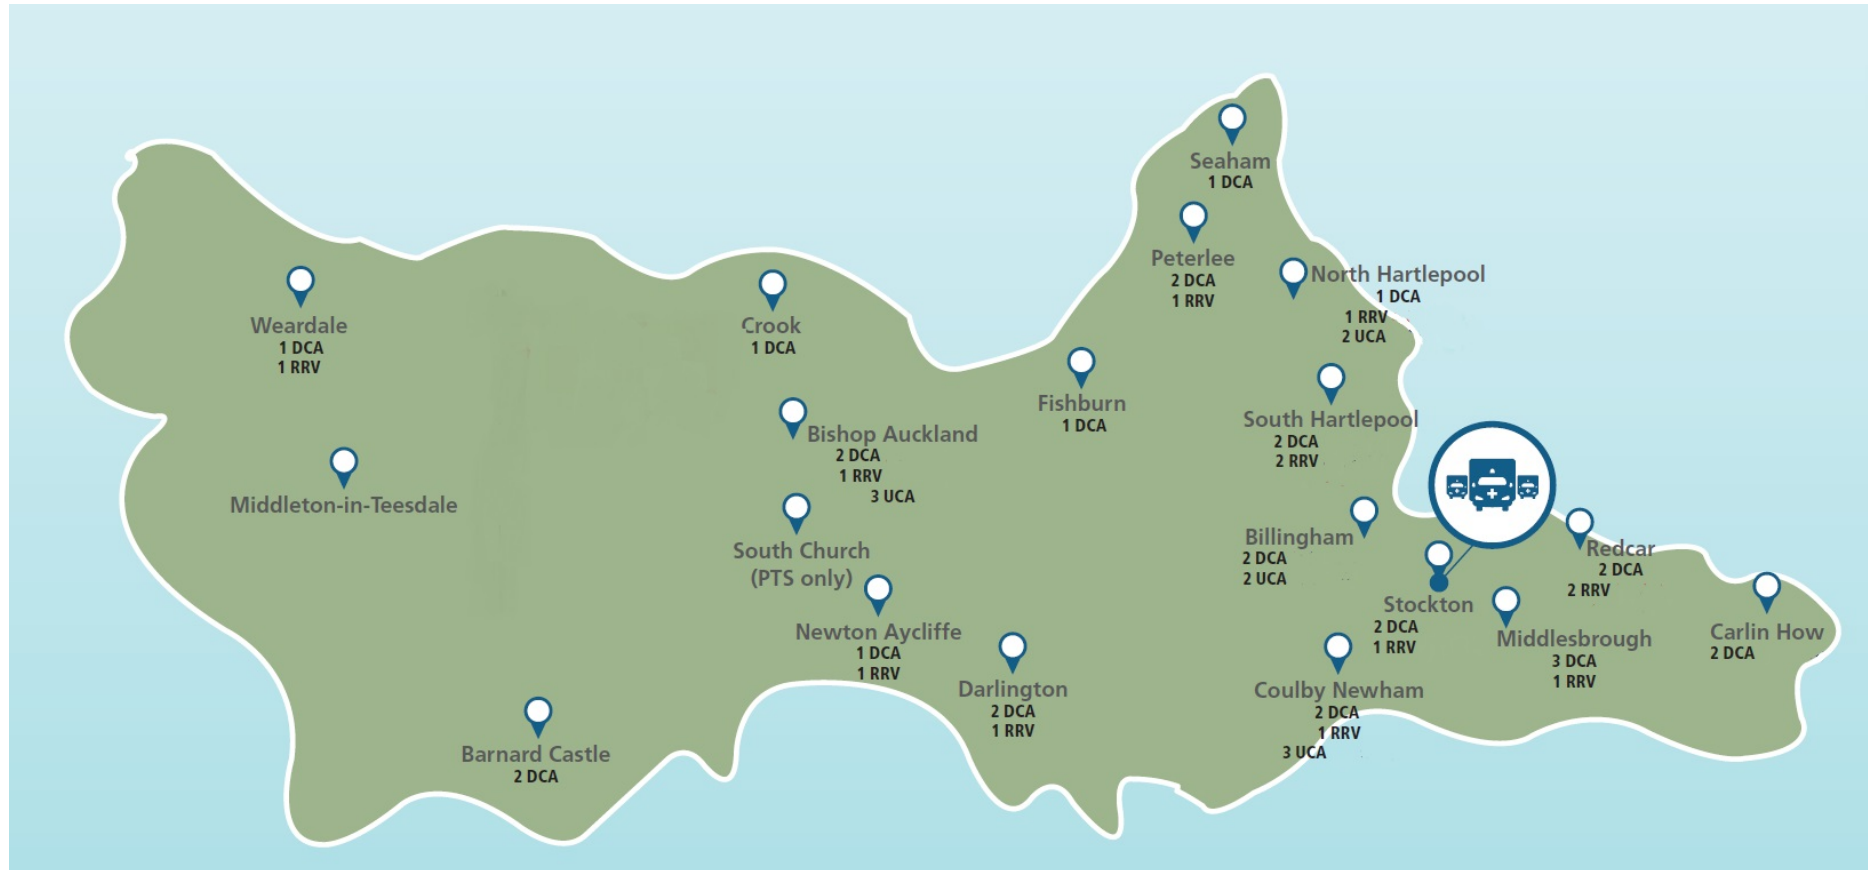 Seaham
1 DCA
Peterlee
2 DCA
1 RRV
North Hartlepool
1 DCA
1 RRV
2 UCA
Weardale
1 DCA
1 RRV
Crook
1 DCA
Fishburn
1 DCA
South Hartlepool
2 DCA
2 RRV
Bishop Auckland
2 DCA
1 RRV
3 UCA
Middleton-in-Teesdale
South Church
(PTS only)
Billingham
2 DCA
2 UCA
Redcar
2 DCA
2 RRV
Stockton
2 DCA
1 RRV
Newton Aycliffe
1 DCA
1 RRV
Middlesbrough
3 DCA
1 RRV
Carlin How
2 DCA
Darlington
2 DCA
1 RRV
Coulby Newham
2 DCA
1 RRV
3 UCA
Barnard Castle
2 DCA